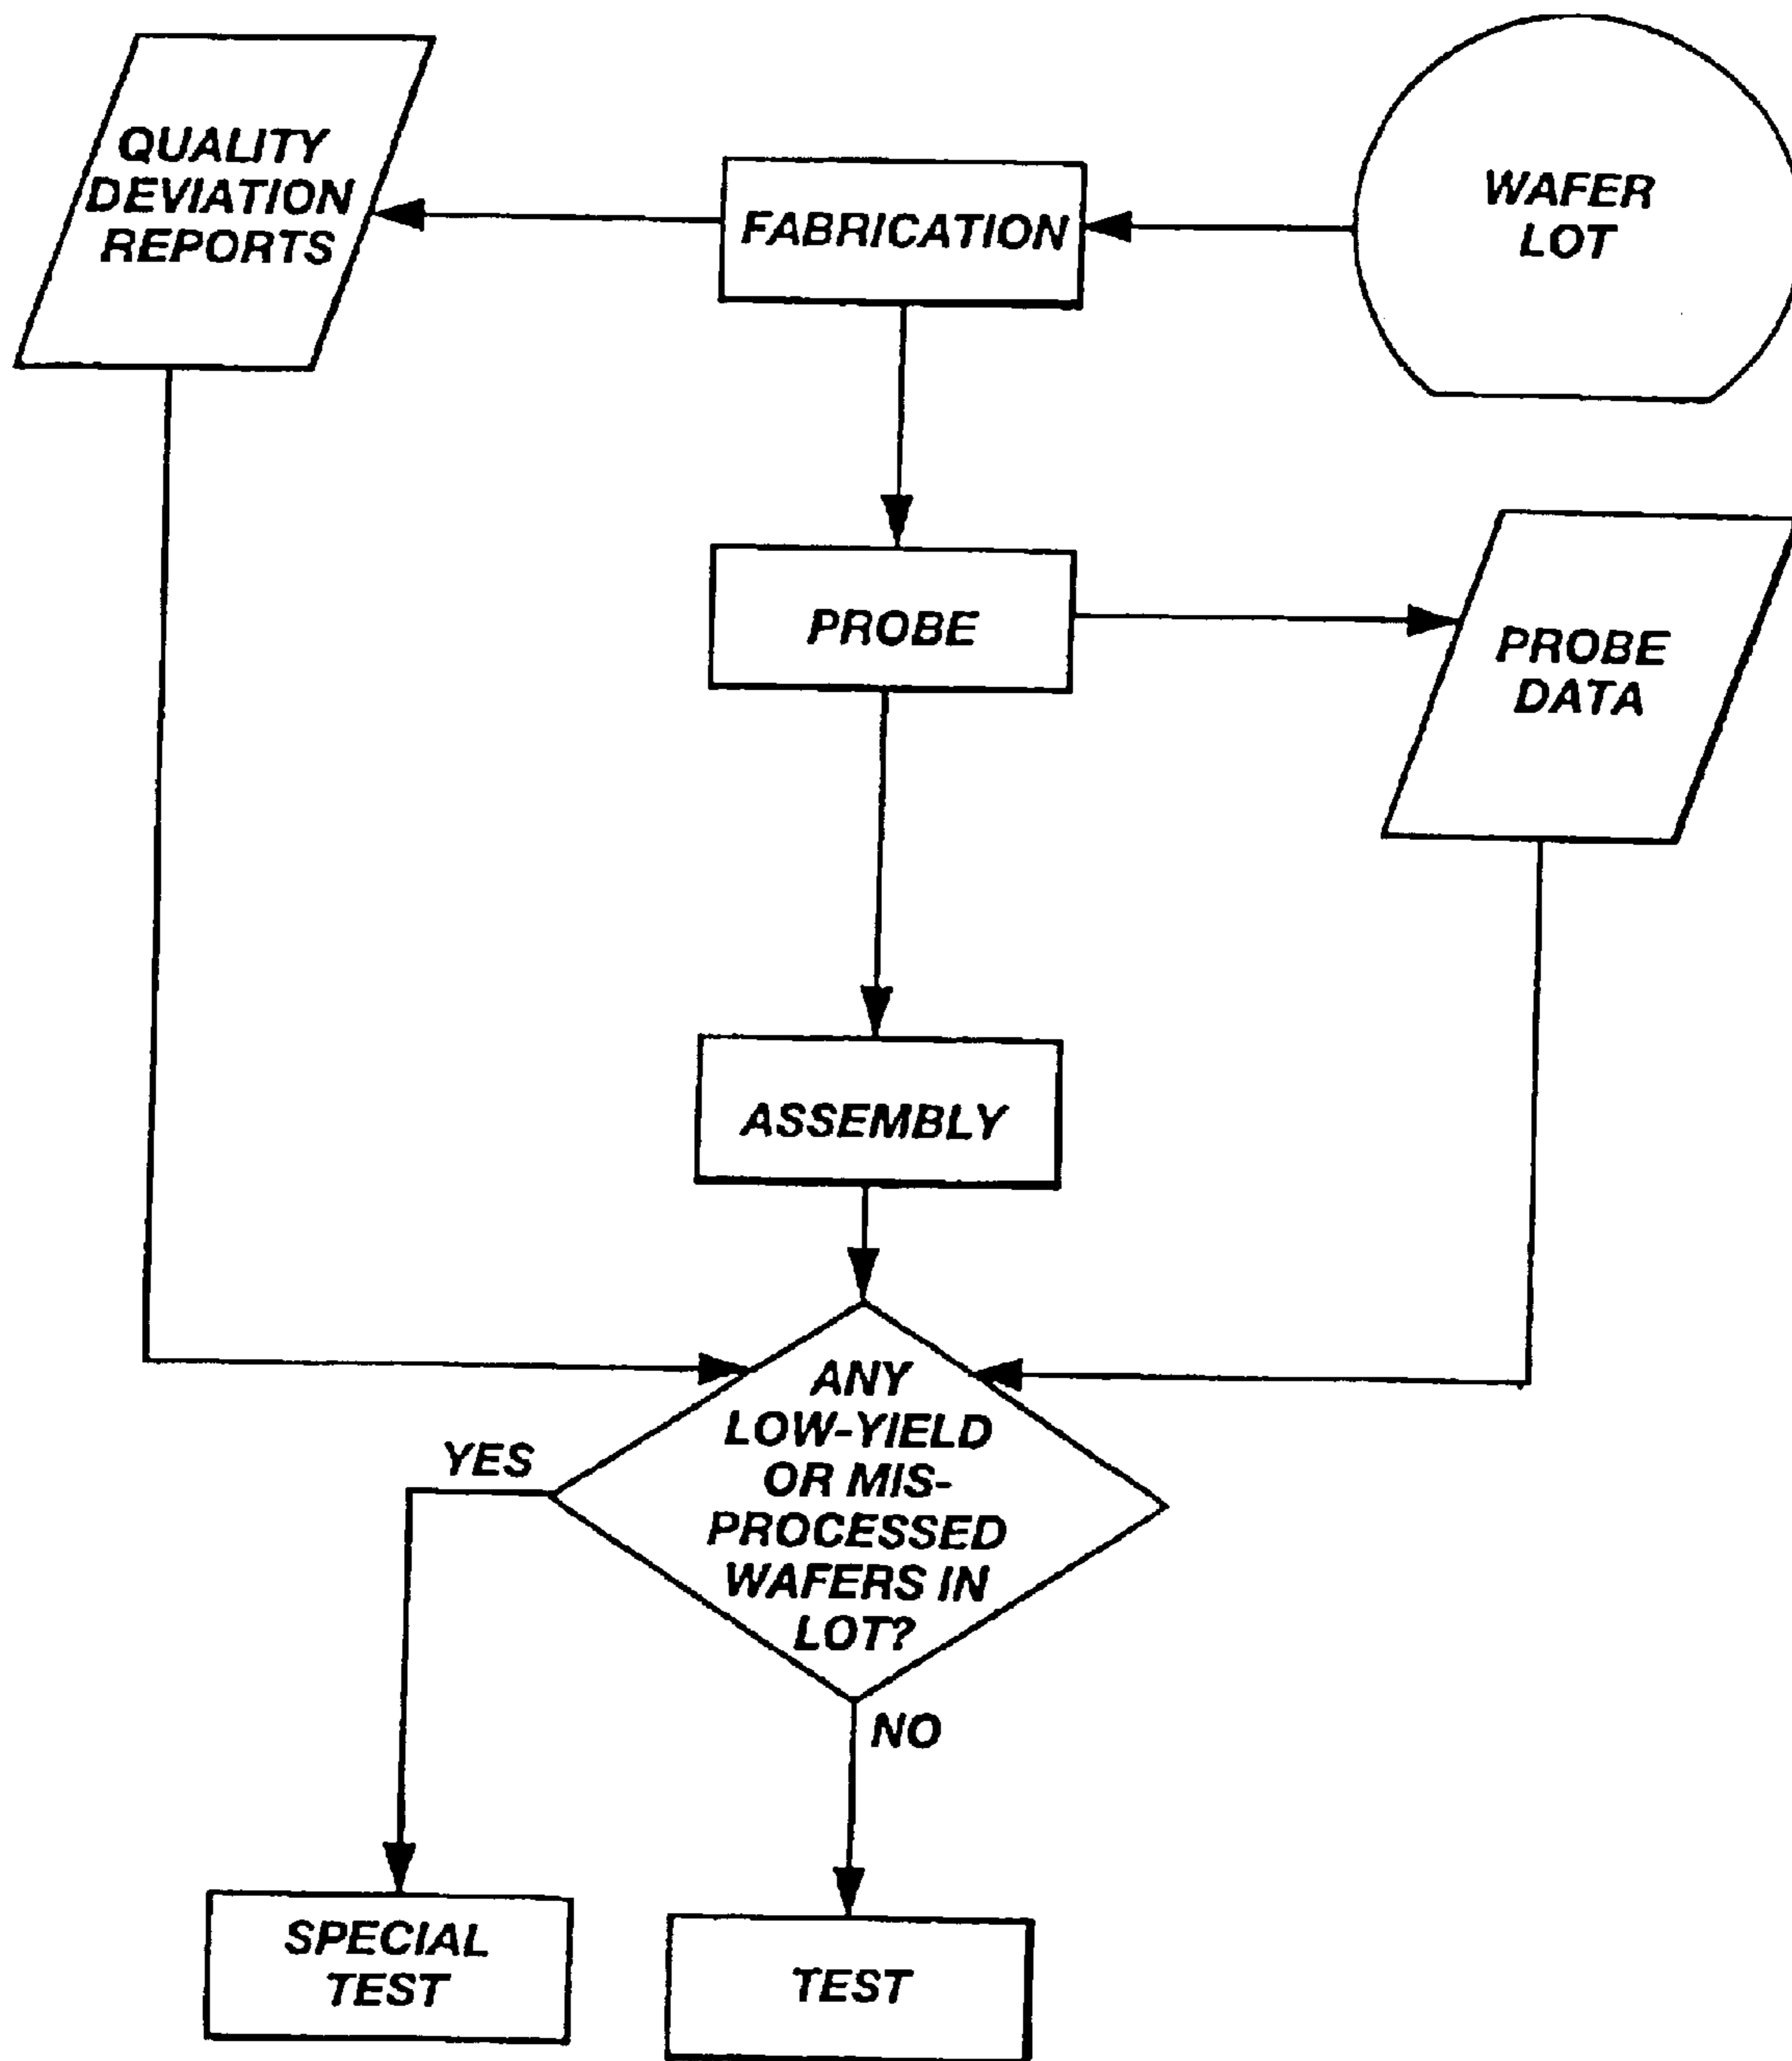 QUALITY
DEVIATION
REPORTS
FABRICATION
WAFER
LOT
PROBE
PROBE
DATA
ASSEMBLY
ANY
LOW-YIELD
OR MIS-
PROCESSED
WAFERS IN
LOT?
YES
NO
SPECIAL
TEST
TEST